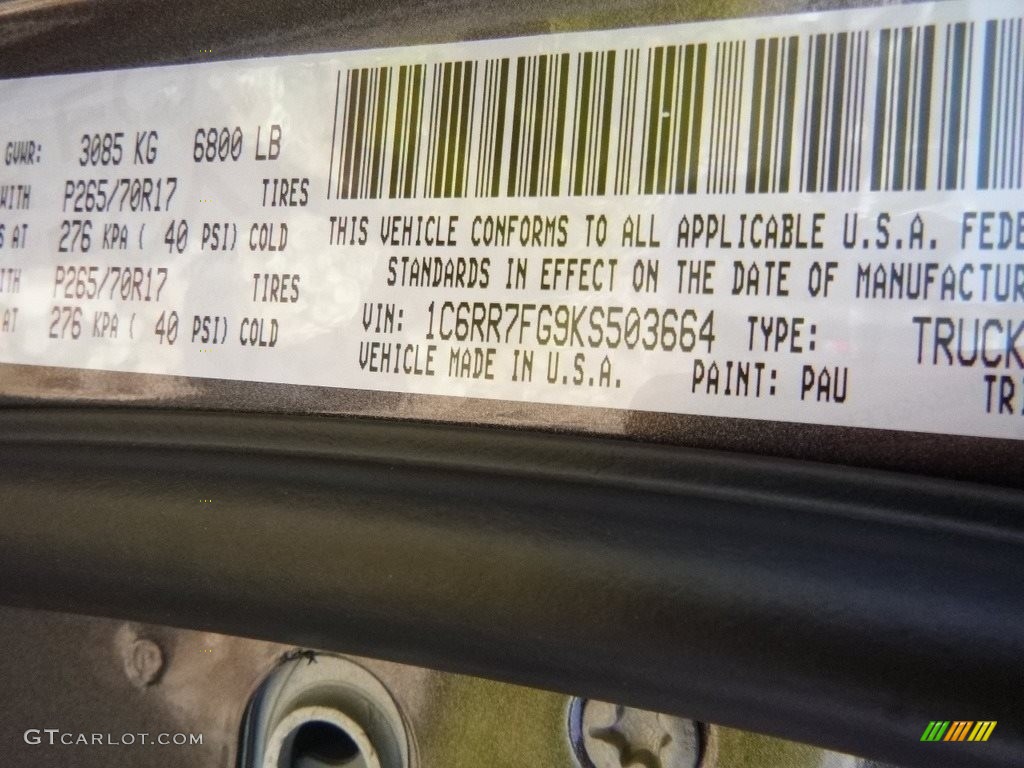 GVWR: 3085 KG 6800 LB
WITH P265/70R17 TIRES
AT 276 KPA ( 40 PSI) COLD
P265/70R17 TIRES
AT 276 KPA ( 40 PSI) COLD
THIS VEHICLE CONFORMS TO ALL APPLICABLE U.S.A. FEDE
STANDARDS IN EFFECT ON THE DATE OF MANUFACTUR
VIN: 1C6RR7FG9KS503664 TYPE: TRUCK
VEHICLE MADE IN U.S.A. PAINT: PAU
GTCARLOT.COM